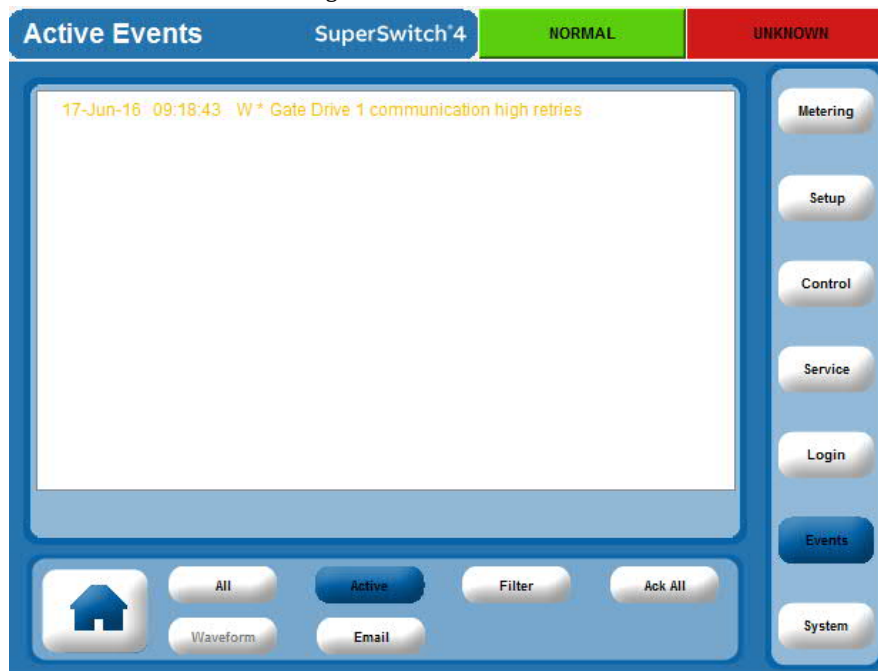 Active Events
SuperSwitch®4
NORMAL
UNKNOWN
17-Jun-16 09:18:43 W * Gate Drive 1 communication high retries
Metering
Setup
Control
Service
Login
Events
System
All
Active
Filter
Ack All
Waveform
Email